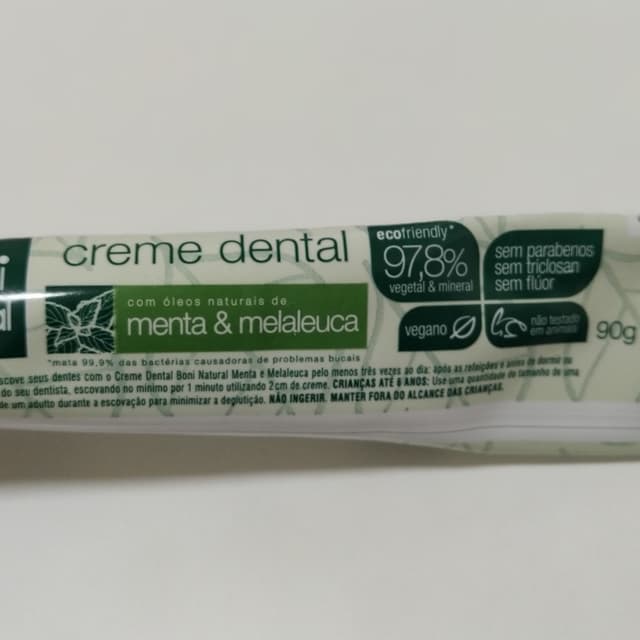 creme dental
com óleos naturais de
menta & melaleuca
*mata 99,9% das bactérias causadoras de problemas bucais
ecofriendly*
97,8%
vegetal & mineral
sem parabenos
sem triclosan
sem flúor
vegano
não testado
em animais
90g
scove seus dentes com o Creme Dental Boni Natural Menta e Melaleuca pelo menos três vezes ao dia: após as refeições e antes de dormir ou
do seu dentista, escovando no mínimo por 1 minuto utilizando 2cm de creme. CRIANÇAS ATÉ 6 ANOS: Use uma quantidade do tamanho de uma
de um adulto durante a escovação para minimizar a deglutição. NÃO INGERIR. MANTER FORA DO ALCANCE DAS CRIANÇAS.